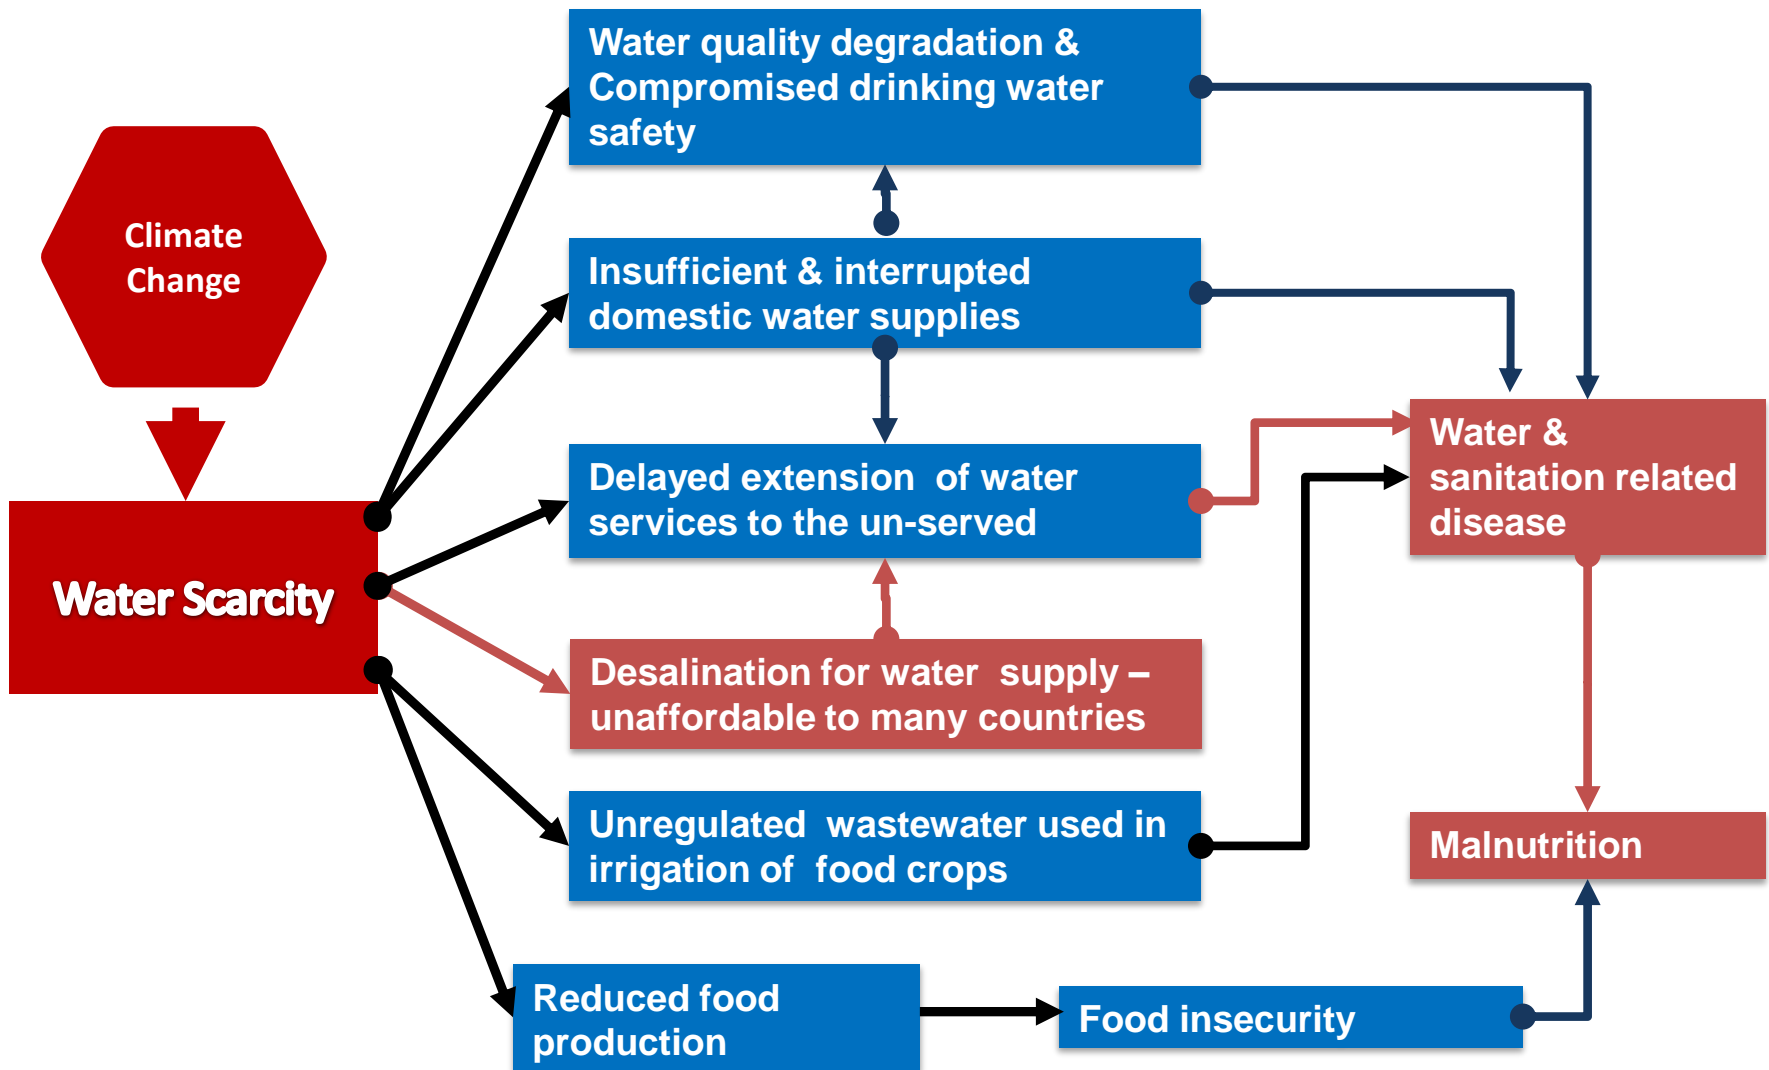 Climate
Change
Water Scarcity
Water quality degradation &
Compromised drinking water
safety
Insufficient & interrupted
domestic water supplies
Delayed extension of water
services to the un-served
Desalination for water supply –
unaffordable to many countries
Unregulated wastewater used in
irrigation of food crops
Reduced food
production
Food insecurity
Water &
sanitation related
disease
Malnutrition